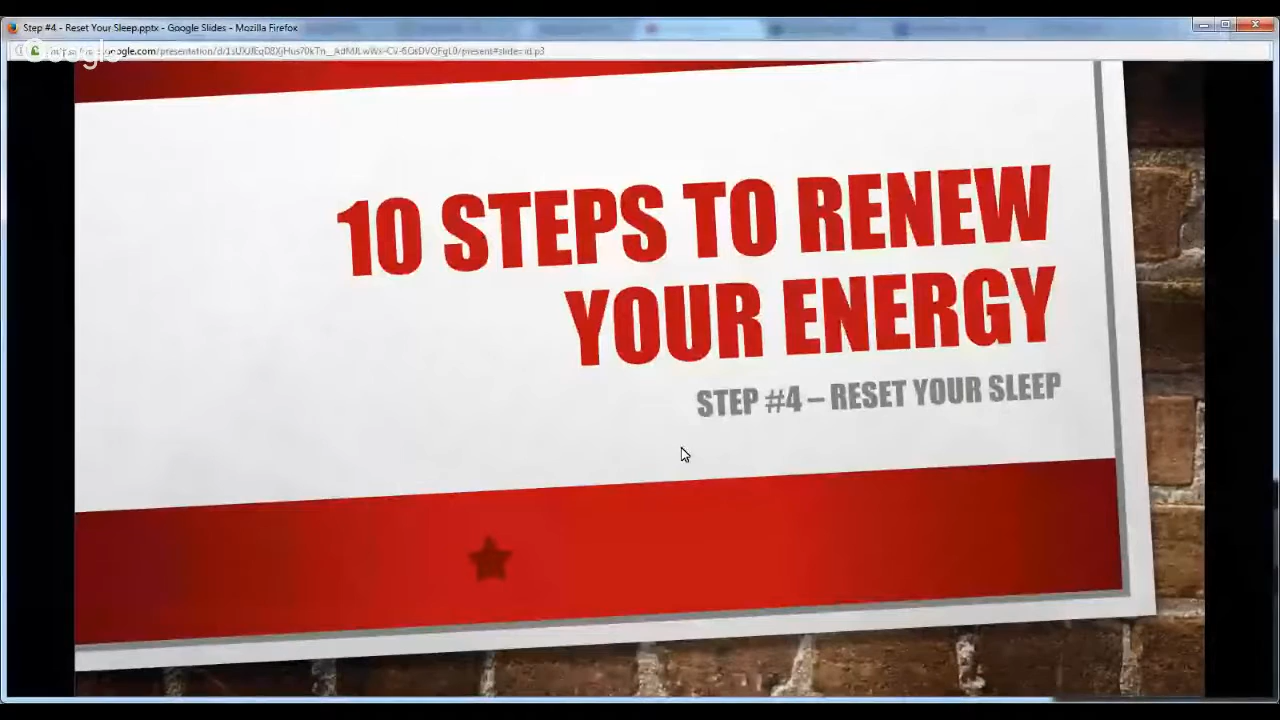 Step #4 - Reset Your Sleep.pptx - Google Slides - Mozilla Firefox
Google
10 STEPS TO RENEW
YOUR ENERGY
STEP #4 – RESET YOUR SLEEP